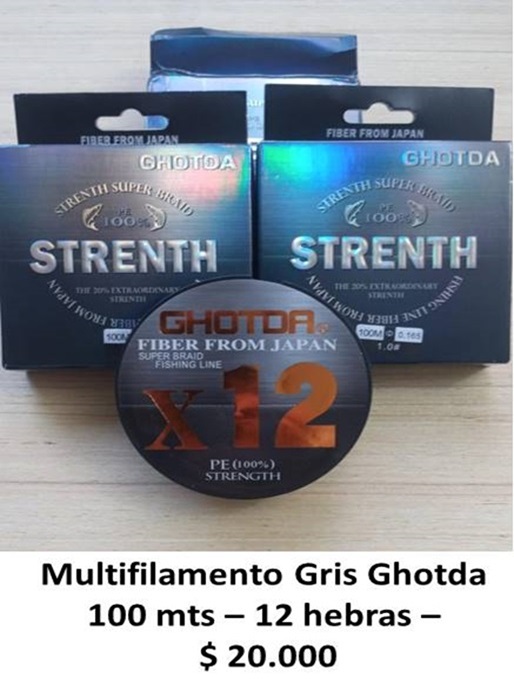 FIBER FROM JAPAN
GHOTDA
STRENTH SUPER BRAID
PE
100%
STRENTH
THE 20% EXTRAORDINARY
STRENTH
FIBER FROM JAPAN
100M
FIBER FROM JAPAN
GHOTDA
STRENTH SUPER BRAID
PE
100%
STRENTH
THE 20% EXTRAORDINARY
STRENTH
FISHING LINE FIBER FROM JAPAN
100M Φ 0.165
1.0#
GHOTDA®
FIBER FROM JAPAN
SUPER BRAID
FISHING LINE
X12
PE (100%)
STRENGTH
Multifilamento Gris Ghotda
100 mts – 12 hebras –
$ 20.000